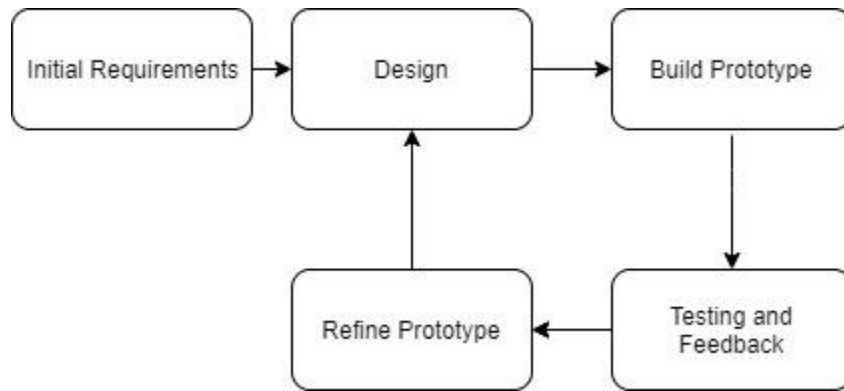 Initial Requirements
Design
Build Prototype
Refine Prototype
Testing and
Feedback